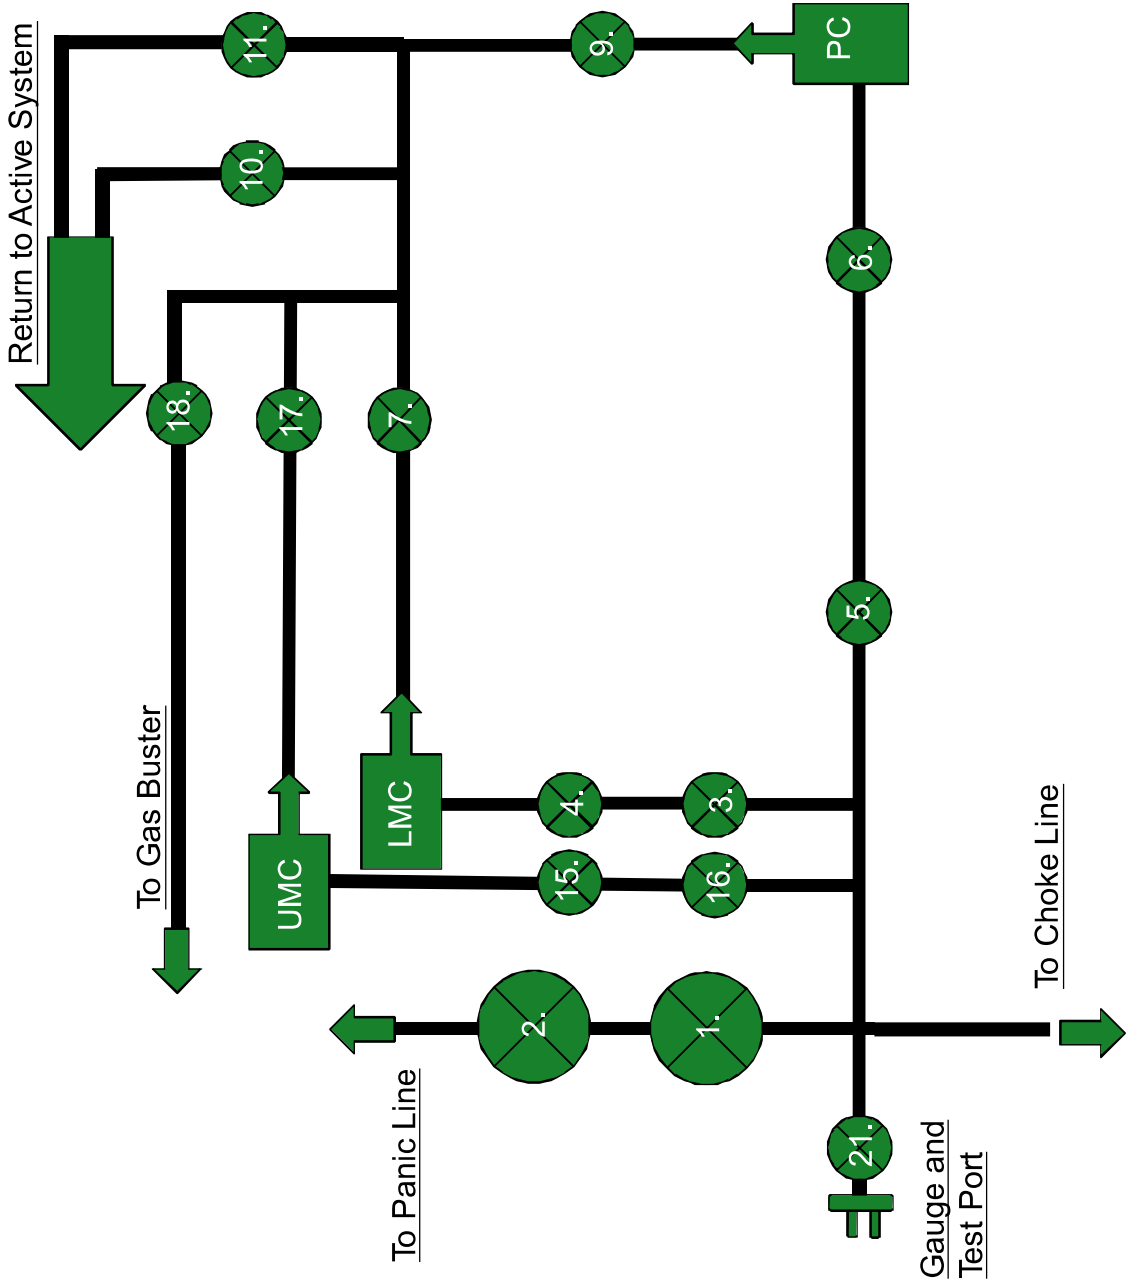 Return to Active System
11.
9.
PC
10.
6.
18.
17.
7.
5.
To Gas Buster
LMC
4.
3.
UMC
15.
16.
To Choke Line
2.
1.
To Panic Line
21.
Gauge and
Test Port